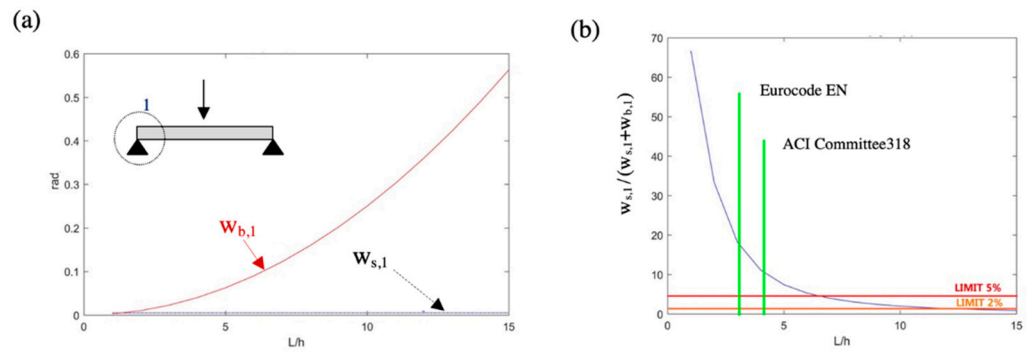 (a)
0.6
0.5
0.4
0.3
0.2
0.1
0
rad
1
w_b,1
w_s,1
0
5
10
15
L/h
(b)
70
60
50
40
30
20
10
0
w_s,1/(w_s,1+w_b,1)
Eurocode EN
ACI Committee318
LIMIT 5%
LIMIT 2%
0
5
10
15
L/h